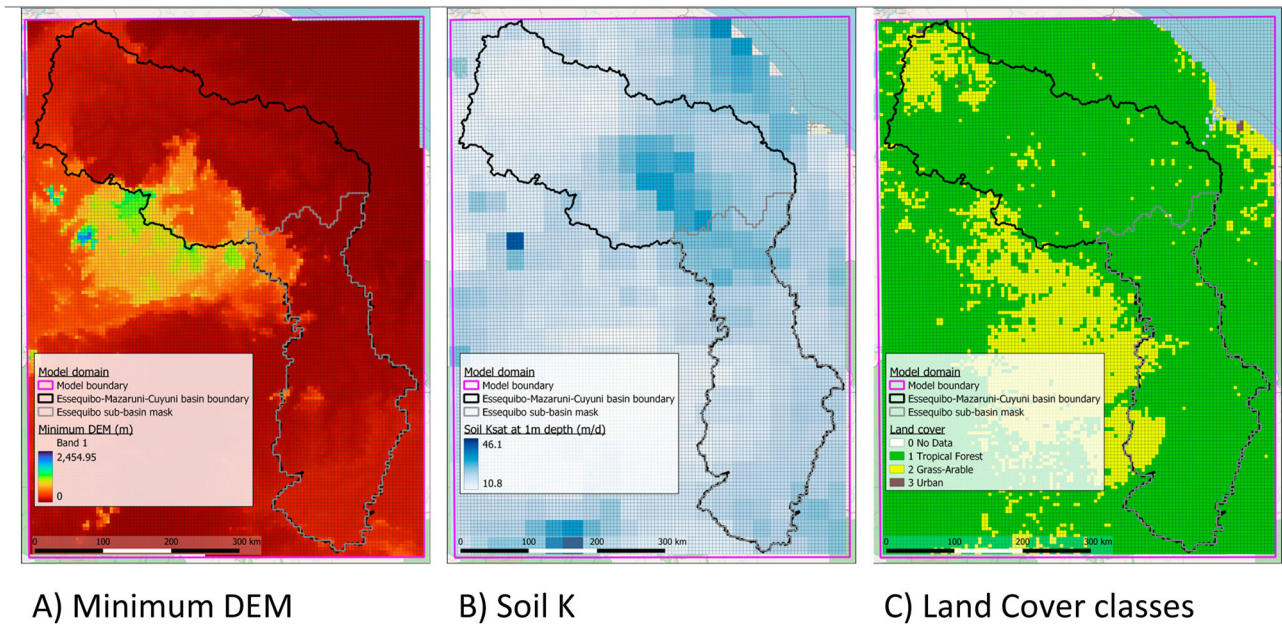 Model domain
Model boundary
Essequibo-Mazaruni-Cuyuni basin boundary
Essequibo sub-basin mask
Minimum DEM (m)
Band 1
2,454.95
0
0 100 200 300 km
Model domain
Model boundary
Essequibo-Mazaruni-Cuyuni basin boundary
Essequibo sub-basin mask
Soil Ksat at 1m depth (m/d)
46.1
10.8
0 100 200 300 km
Model domain
Model boundary
Essequibo-Mazaruni-Cuyuni basin boundary
Essequibo sub-basin mask
Land cover
0 No Data
1 Tropical Forest
2 Grass-Arable
3 Urban
0 100 200 300 km
A) Minimum DEM
B) Soil K
C) Land Cover classes